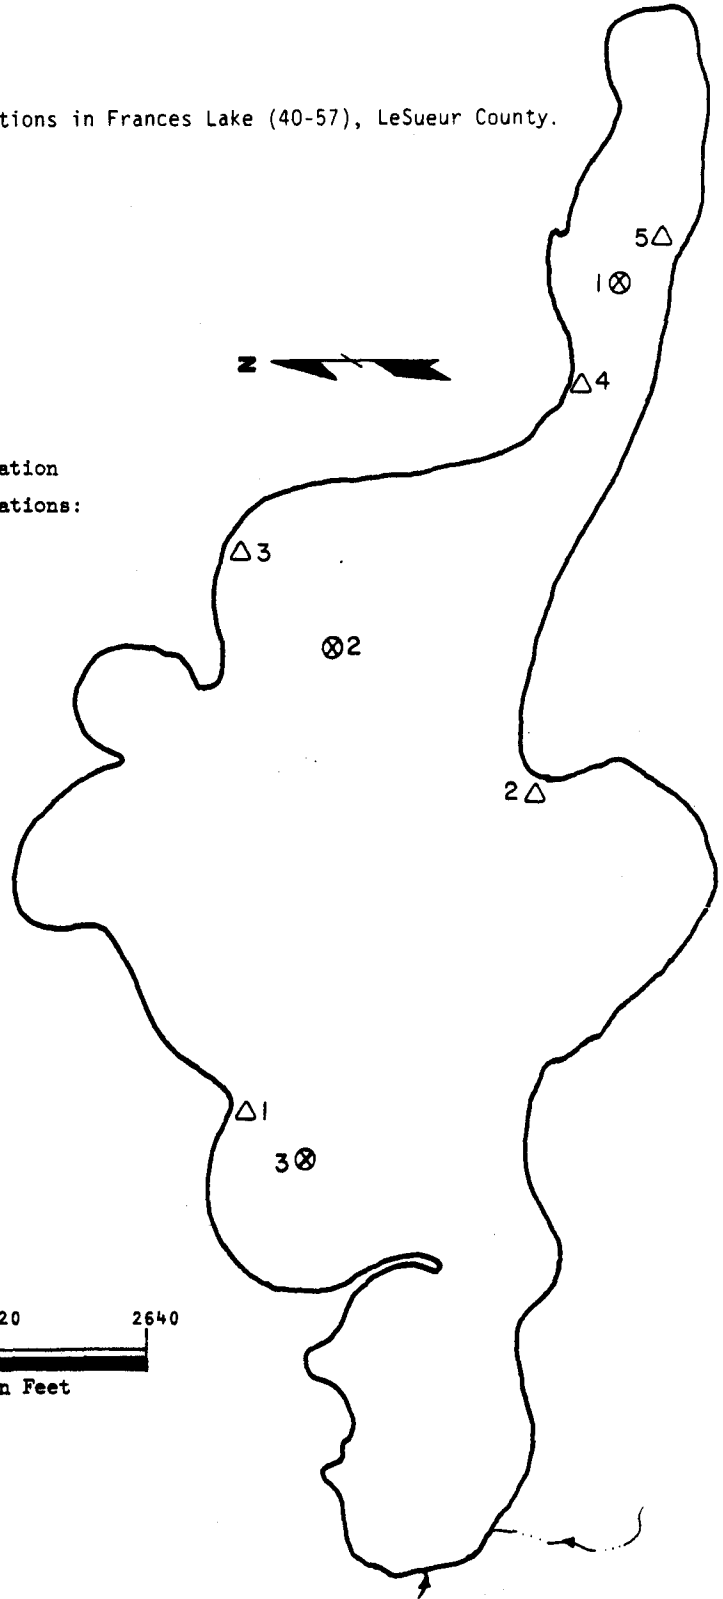 tions in Frances Lake (40-57), LeSueur County.
5
1
N
4
ation
ations:
3
2
2
1
3
20 2640
n Feet